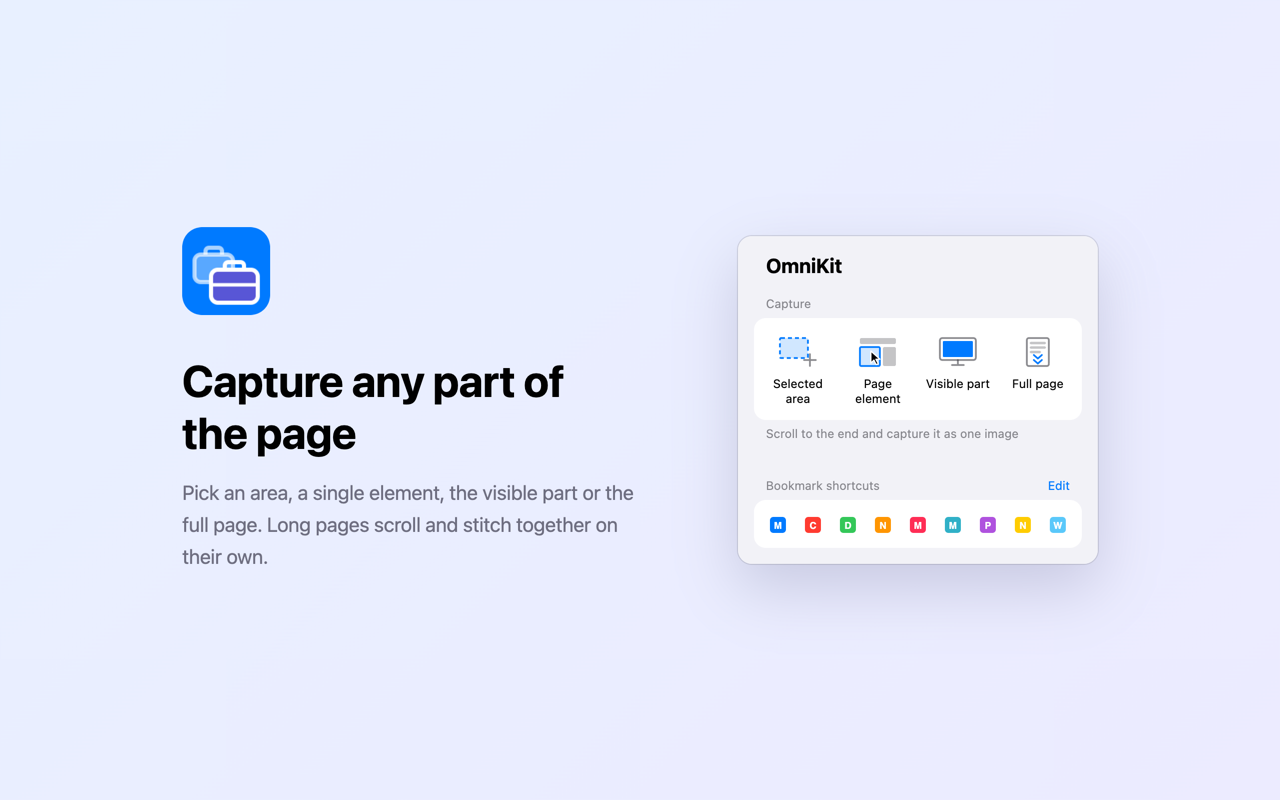 Capture any part of
the page
Pick an area, a single element, the visible part or the
full page. Long pages scroll and stitch together on
their own.
OmniKit
Capture
Selected
area
Page
element
Visible part
Full page
Scroll to the end and capture it as one image
Bookmark shortcuts
Edit
M C D N M M P N W